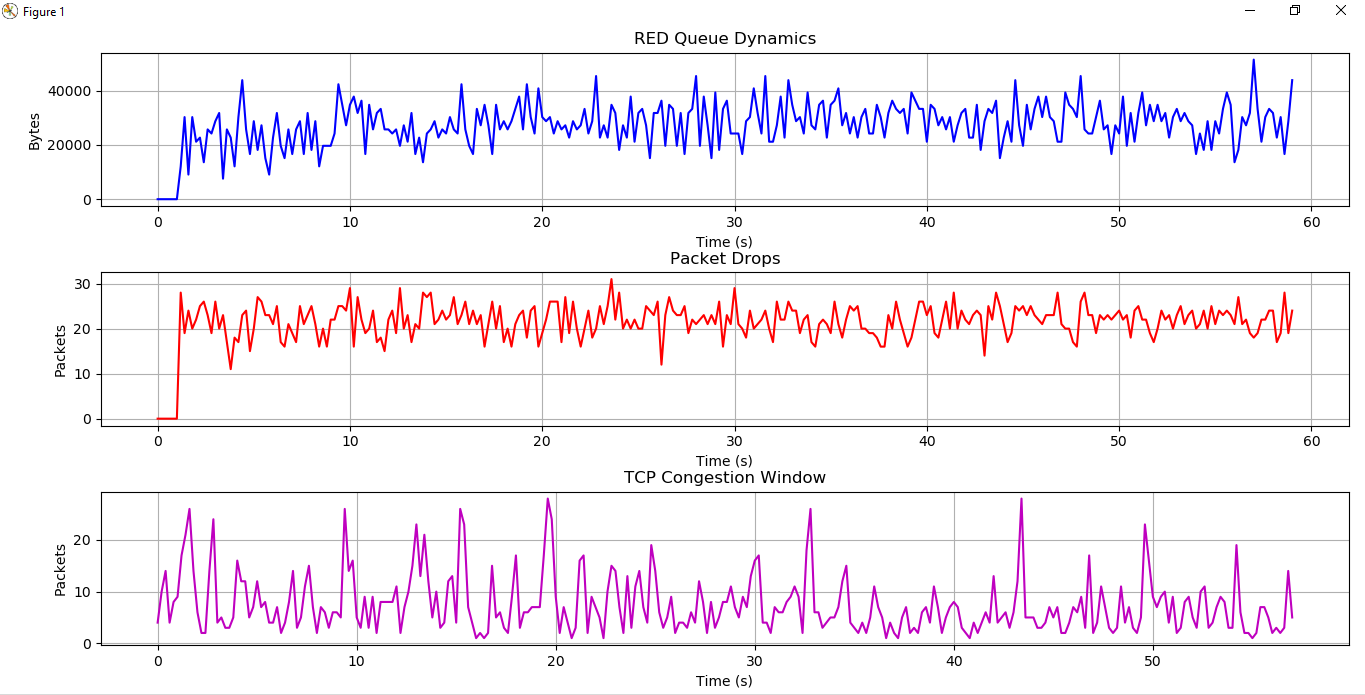 Figure 1
RED Queue Dynamics
40000
20000
0
Bytes
0 10 20 30 40 50 60
Time (s)
Packet Drops
30
20
10
0
Packets
0 10 20 30 40 50 60
Time (s)
TCP Congestion Window
20
10
0
Packets
0 10 20 30 40 50
Time (s)